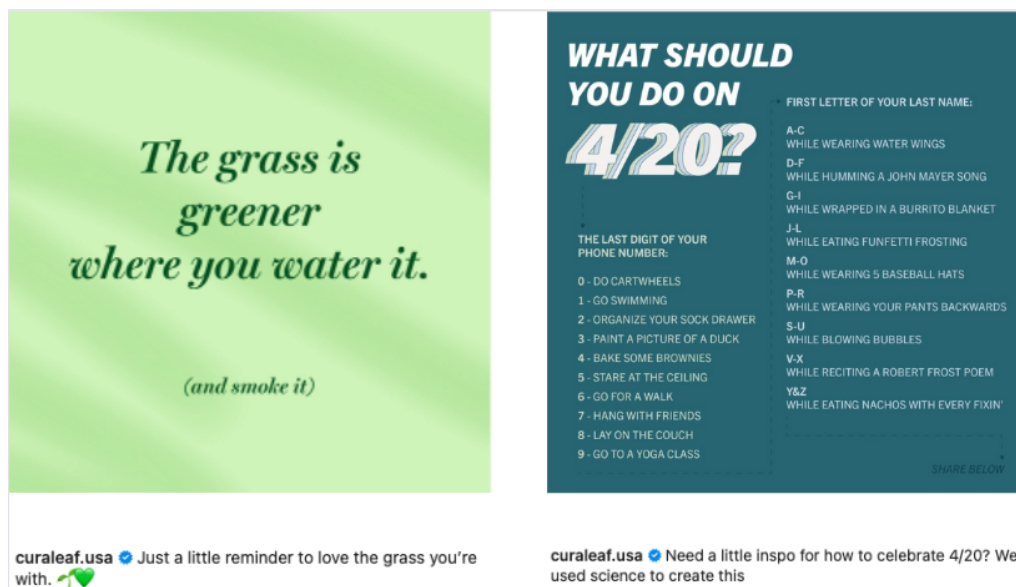 The grass is
greener
where you water it.
(and smoke it)
curaleaf.usa Just a little reminder to love the grass you're
with. 🌱💚
WHAT SHOULD
YOU DO ON
4/20?
THE LAST DIGIT OF YOUR
PHONE NUMBER:
0 - DO CARTWHEELS
1 - GO SWIMMING
2 - ORGANIZE YOUR SOCK DRAWER
3 - PAINT A PICTURE OF A DUCK
4 - BAKE SOME BROWNIES
5 - STARE AT THE CEILING
6 - GO FOR A WALK
7 - HANG WITH FRIENDS
8 - LAY ON THE COUCH
9 - GO TO A YOGA CLASS
FIRST LETTER OF YOUR LAST NAME:
A-C
WHILE WEARING WATER WINGS
D-F
WHILE HUMMING A JOHN MAYER SONG
G-I
WHILE WRAPPED IN A BURRITO BLANKET
J-L
WHILE EATING FUNFETTI FROSTING
M-O
WHILE WEARING 5 BASEBALL HATS
P-R
WHILE WEARING YOUR PANTS BACKWARDS
S-U
WHILE BLOWING BUBBLES
V-X
WHILE RECITING A ROBERT FROST POEM
Y&Z
WHILE EATING NACHOS WITH EVERY FIXIN'
SHARE BELOW
curaleaf.usa Need a little inspo for how to celebrate 4/20? We
used science to create this